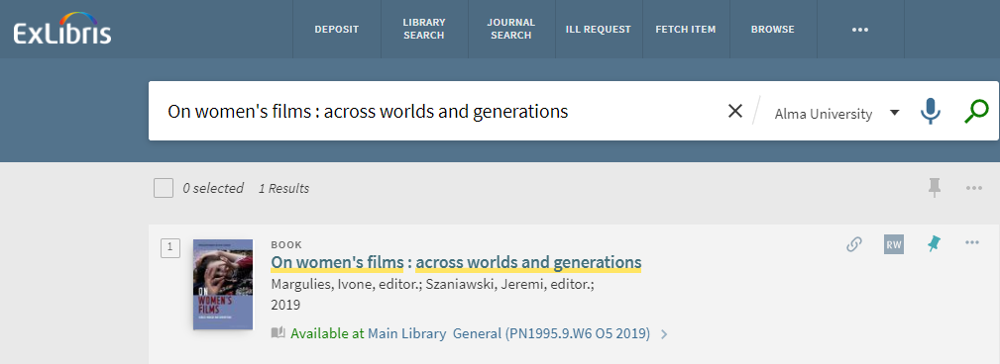 ExLibris
DEPOSIT
LIBRARY
SEARCH
JOURNAL
SEARCH
ILL REQUEST
FETCH ITEM
BROWSE
On women's films : across worlds and generations
Alma University
0 selected
1 Results
1
BOOK
RW
On women's films : across worlds and generations
Margulies, Ivone, editor.; Szaniawski, Jeremi, editor.;
2019
Available at Main Library General (PN1995.9.W6 O5 2019)
ON
WOMEN'S
FILMS